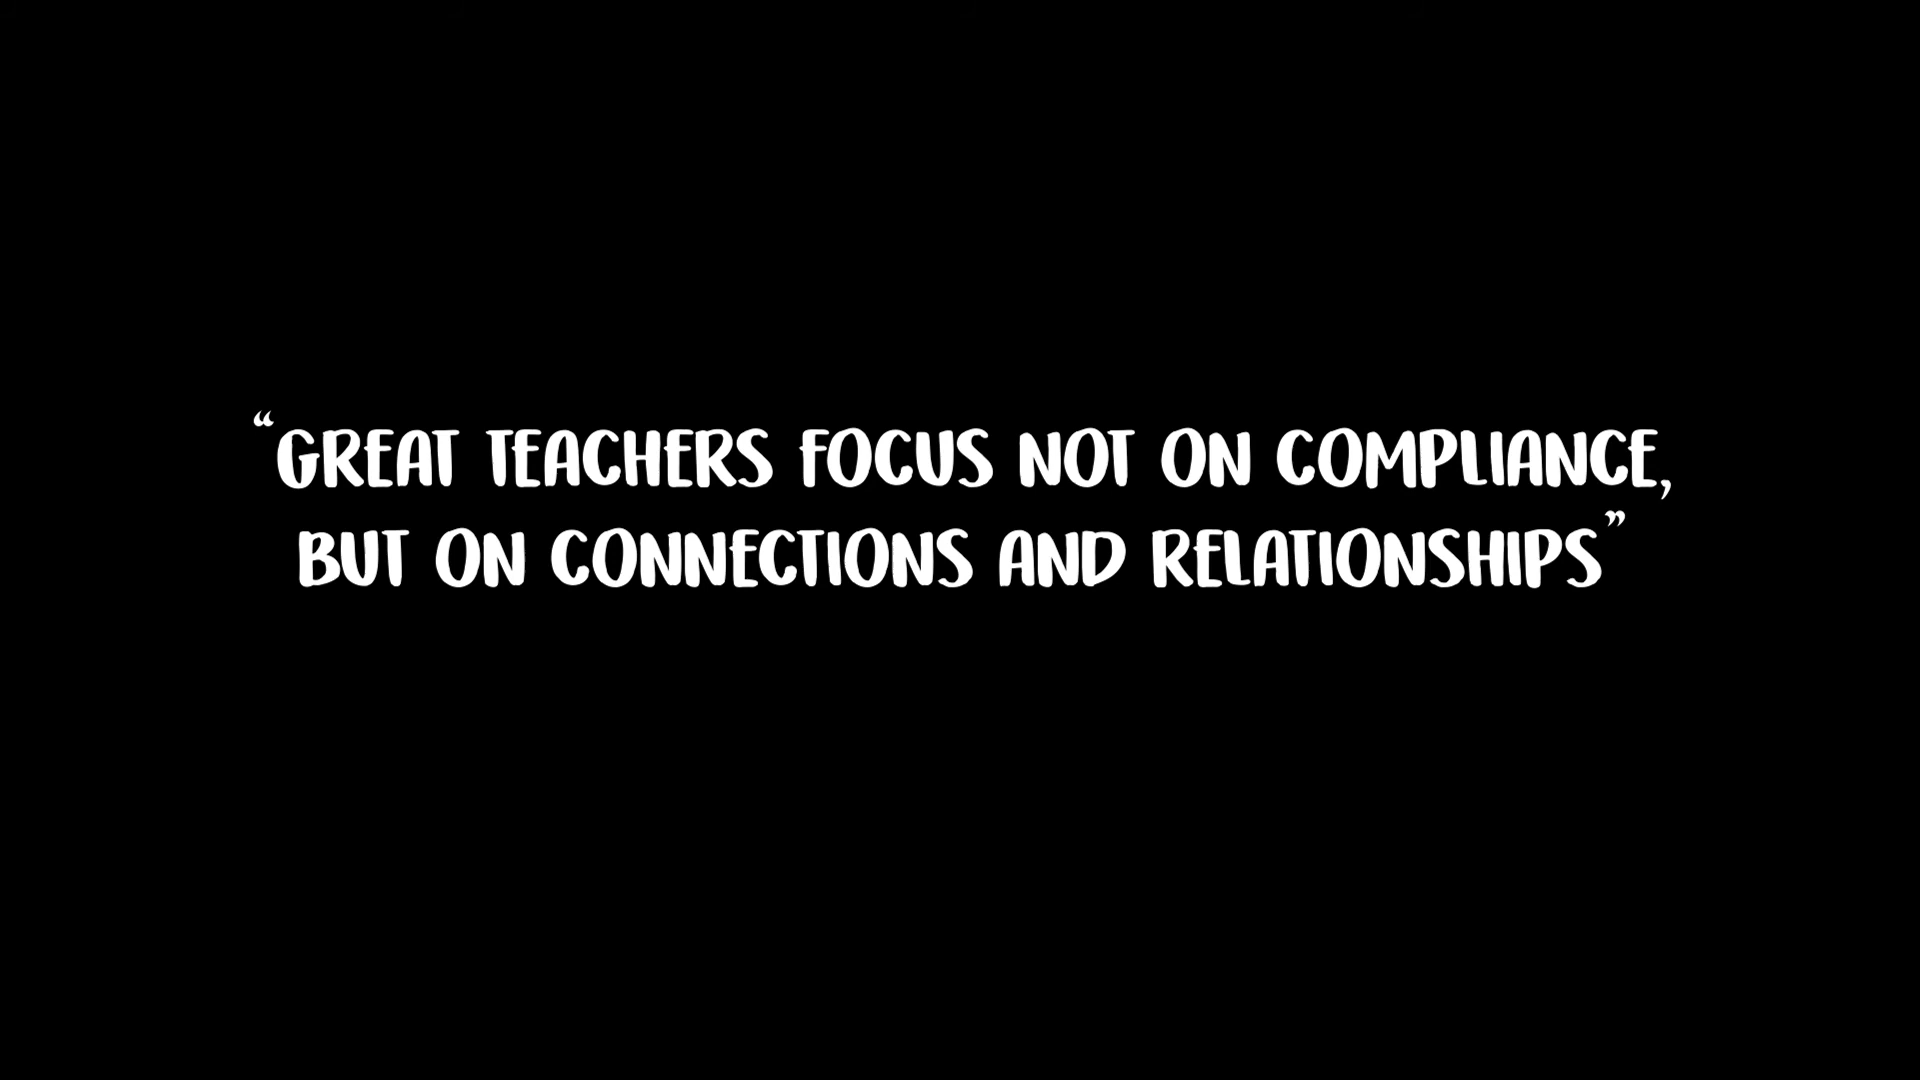 “GREAT TEACHERS FOCUS NOT ON COMPLIANCE,
BUT ON CONNECTIONS AND RELATIONSHIPS”